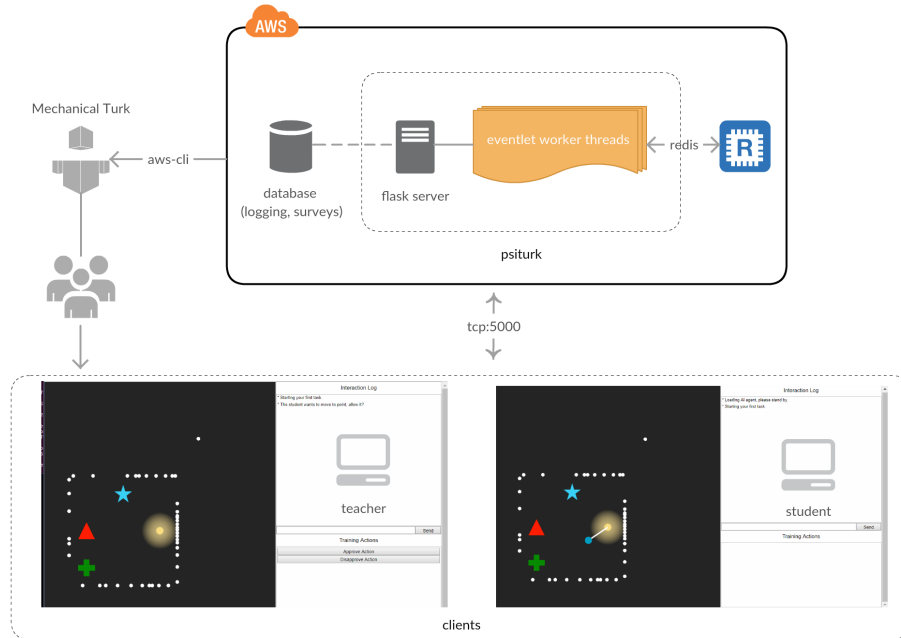 AWS
Mechanical Turk
aws-cli
database
(logging, surveys)
flask server
eventlet worker threads
redis
R
psiturk
tcp:5000
Interaction Log
* Starting your first task
* The student wants to move to point, allow it?
teacher
Send
Training Actions
Approve Action
Disapprove Action
Interaction Log
* Loading AI agent, please stand by.
* Starting your first task
student
Send
Training Actions
clients